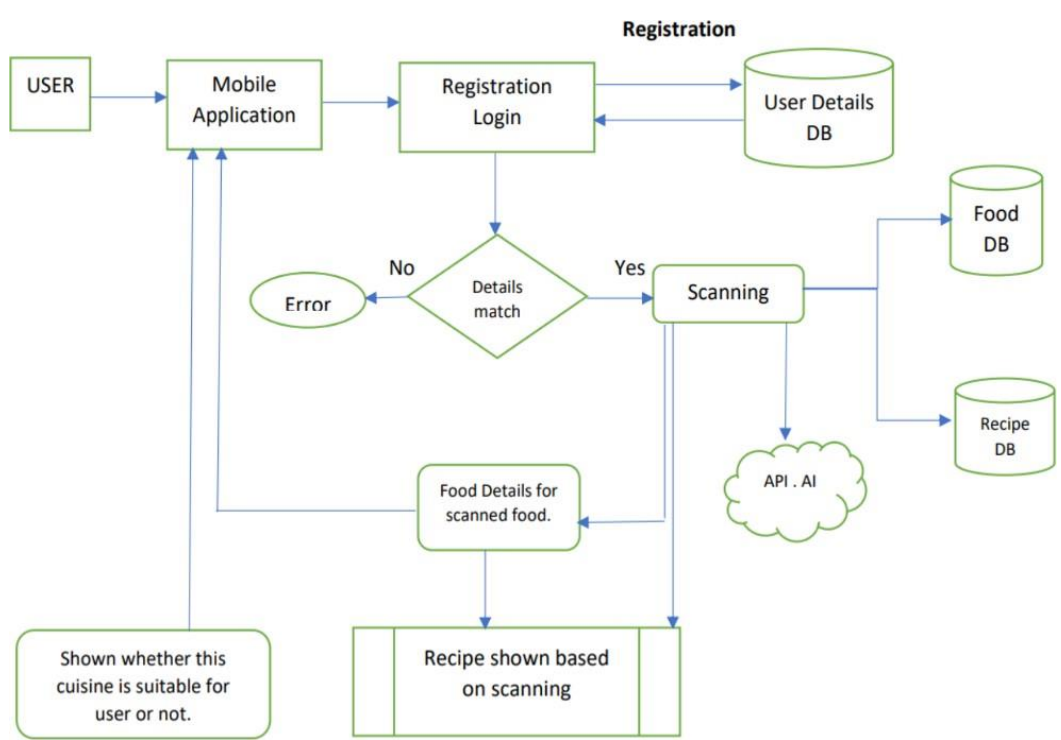 Registration
USER
Mobile
Application
Registration
Login
User Details
DB
Food
DB
No
Yes
Error
Details
match
Scanning
Recipe
DB
API . AI
Food Details for
scanned food.
Shown whether this
cuisine is suitable for
user or not.
Recipe shown based
on scanning